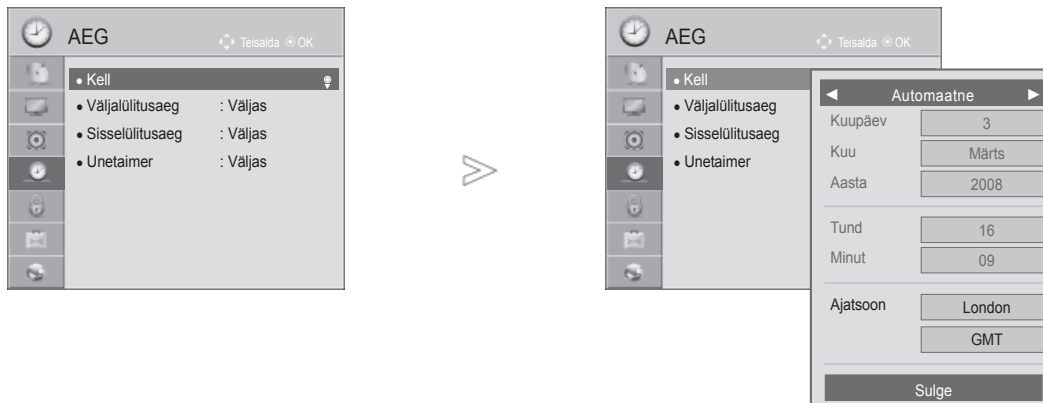 AEG
Teisalda OK
• Kell
• Väljalülitusaeg : Väljas
• Sisselülitusaeg : Väljas
• Unetaimer : Väljas
AEG
Teisalda OK
• Kell
• Väljalülitusaeg
• Sisselülitusaeg
• Unetaimer
◄ Automaatne ►
Kuupäev 3
Kuu Märts
Aasta 2008
Tund 16
Minut 09
Ajatsoon London
GMT
Sulge